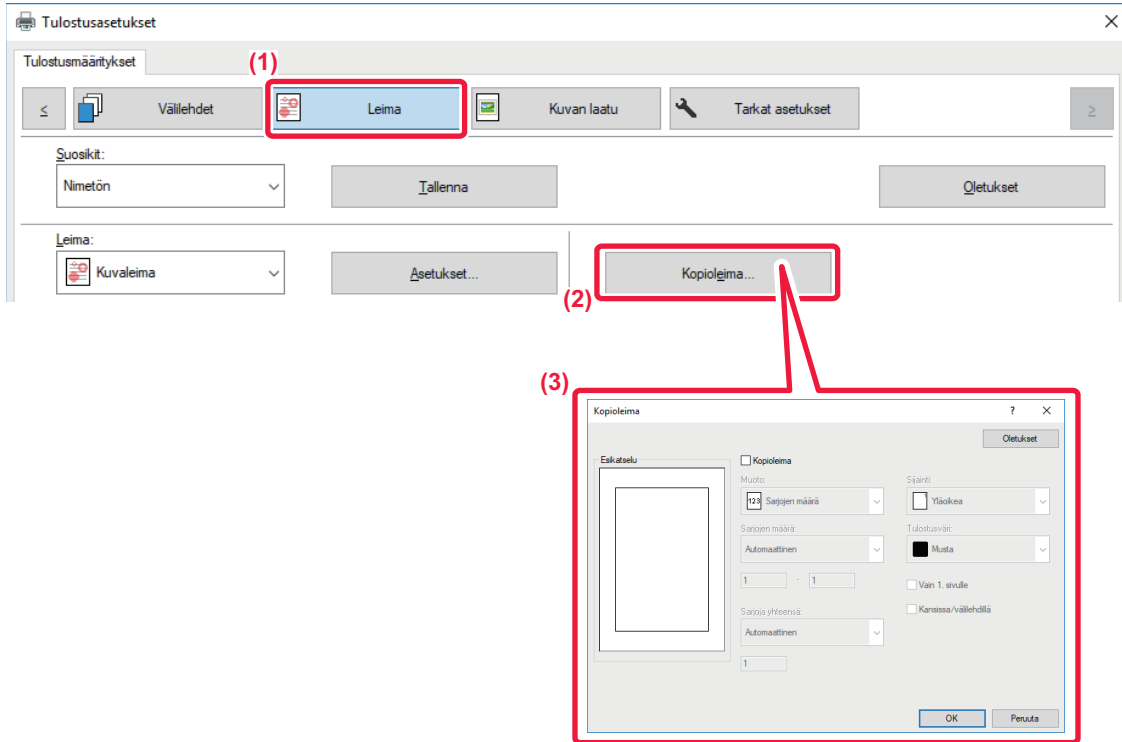 Tulostusasetukset
Tulostusmääritykset
(1)
< Välilehdet Leima Kuvan laatu Tarkat asetukset >
Suosikit:
Nimetön Tallenna Oletukset
Leima:
Kuvaleima Asetukset... Kopioleima...
(2)
(3)
Kopioleima ? ×
Oletukset
Esikatselu
Kopioleima
Muoto: Sijainti:
123 Sarjojen määrä Yläoikea
Sarjojen määrä: Tulostusväri:
Automaattinen Musta
1 - 1 Vain 1. sivulle
Kansissa/välilehdillä
Sarjoja yhteensä:
Automaattinen
1
OK Peruuta